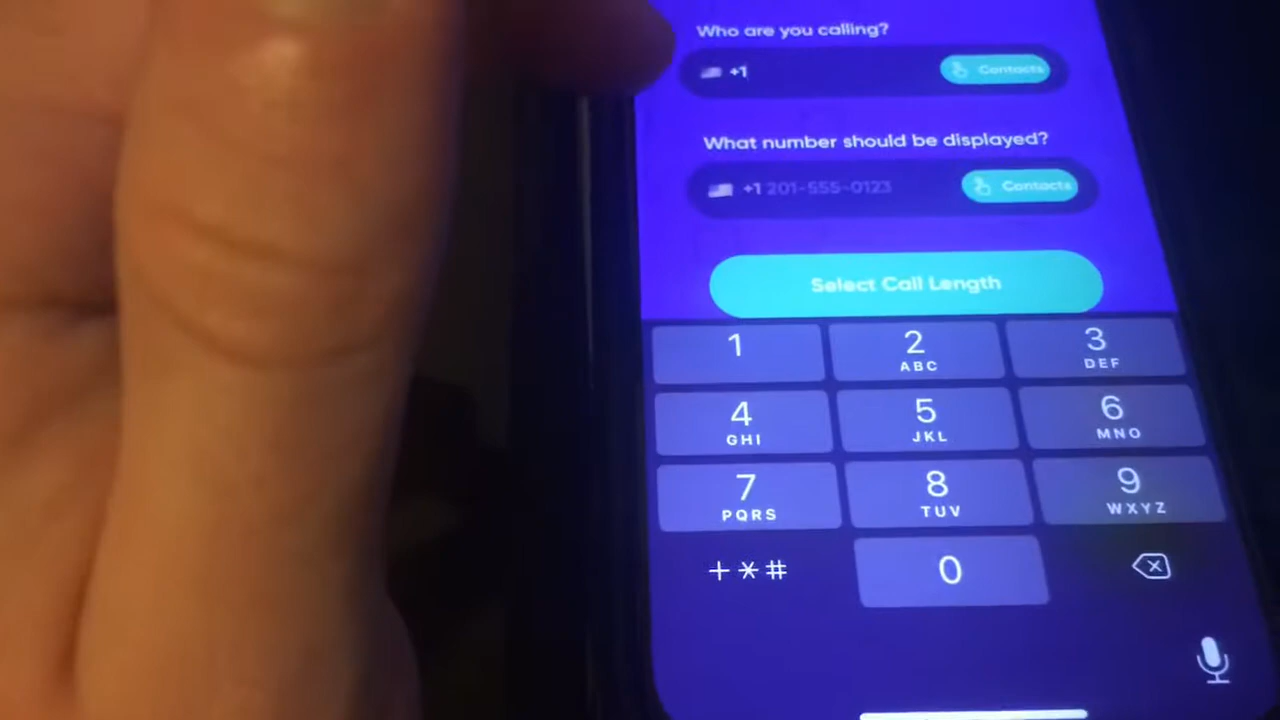 Who are you calling?
+1 Contacts
What number should be displayed?
+1 201-555-0123 Contacts
Select Call Length
1 2 3
ABC DEF
4 5 6
GHI JKL MNO
7 8 9
PQRS TUV WXYZ
+*# 0